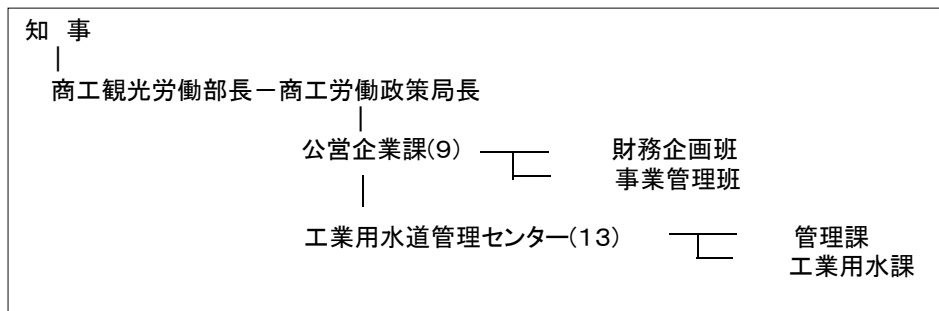 知 事
商工観光労働部長－商工労働政策局長
公営企業課(９) 財務企画班
事業管理班
工業用水道管理センター(１３) 管理課
工業用水課